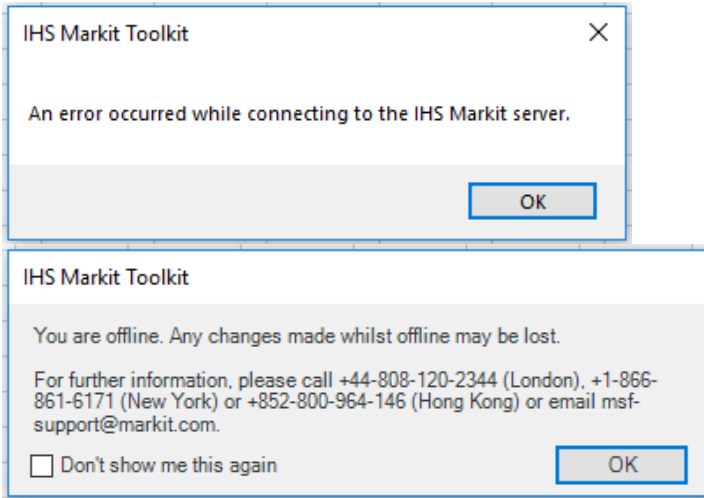 IHS Markit Toolkit
An error occurred while connecting to the IHS Markit server.
OK
IHS Markit Toolkit
You are offline. Any changes made whilst offline may be lost.
For further information, please call +44-808-120-2344 (London), +1-866-
861-6171 (New York) or +852-800-964-146 (Hong Kong) or email msf-
support@markit.com.
Don't show me this again
OK